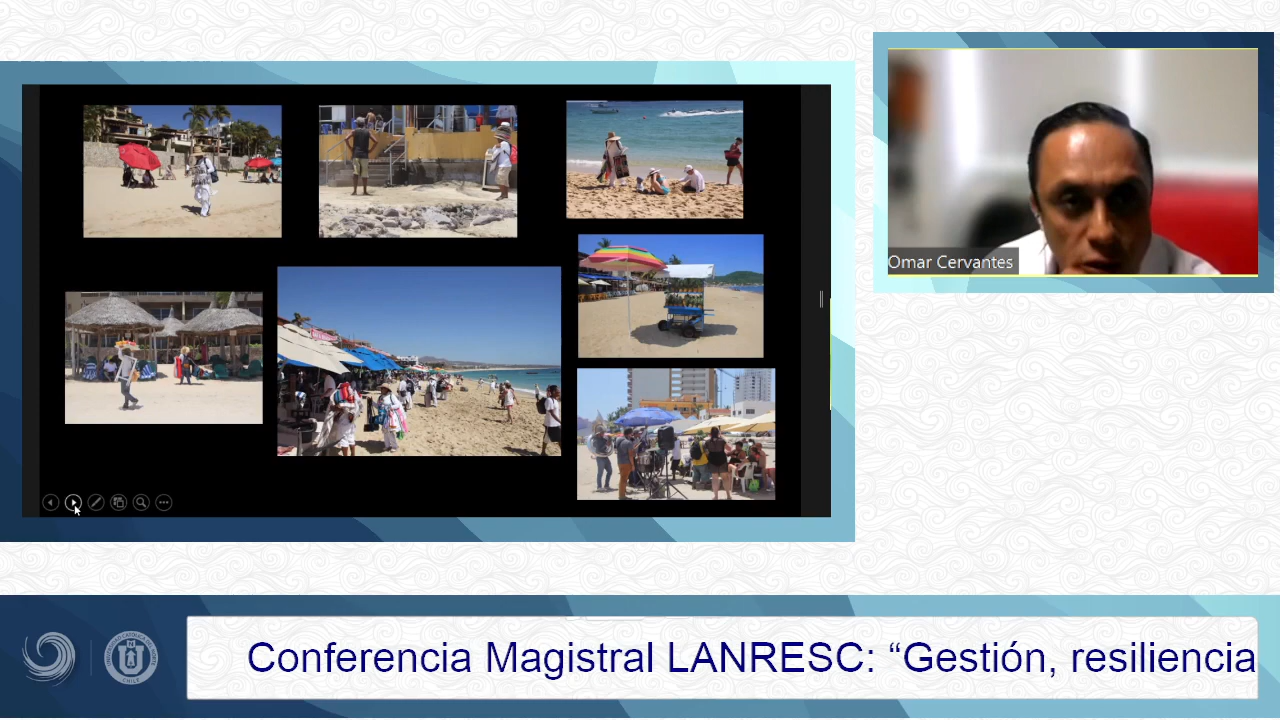 Omar Cervantes
Conferencia Magistral LANRESC: “Gestión, resiliencia